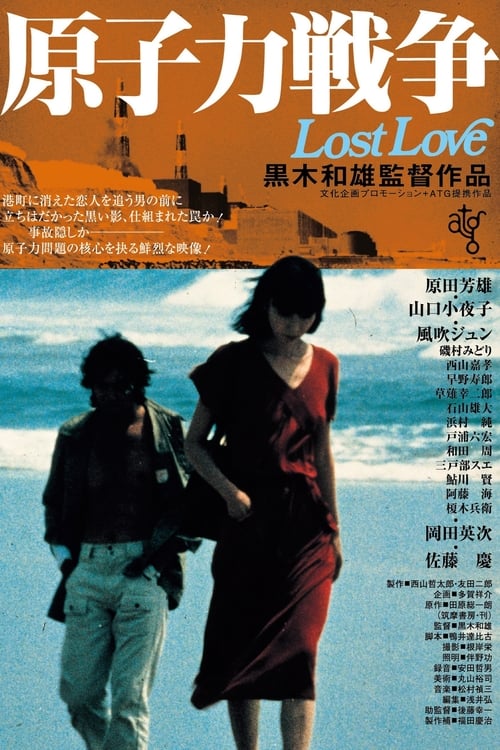 原子力戦争
Lost Love
黒木和雄監督作品
文化企画プロモーション+ATG提携作品
港町に消えた恋人を追う男の前に
立ちはだかった黒い影、仕組まれた罠か!
事故隠しか————
原子力問題の核心を抉る鮮烈な映像!
atg
原田芳雄
・
山口小夜子
・
風吹ジュン
磯村みどり
西山嘉孝
早野寿郎
草薙幸二郎
石山雄大
浜村 純
戸浦六宏
和田 周
三戸部スエ
鮎川 賢
阿藤 海
榎木兵衛
・
岡田英次
・
佐藤 慶
製作■西山哲太郎・友田二郎
企画■多賀祥介
原作■田原総一朗
(筑摩書房・刊)
監督■黒木和雄
脚本■鴨井達比古
撮影■根岸栄
照明■伴野功
録音■安田哲男
美術■丸山裕司
音楽■松村禎三
編集■浅井弘
助監督■後藤幸一
製作補■福田慶治